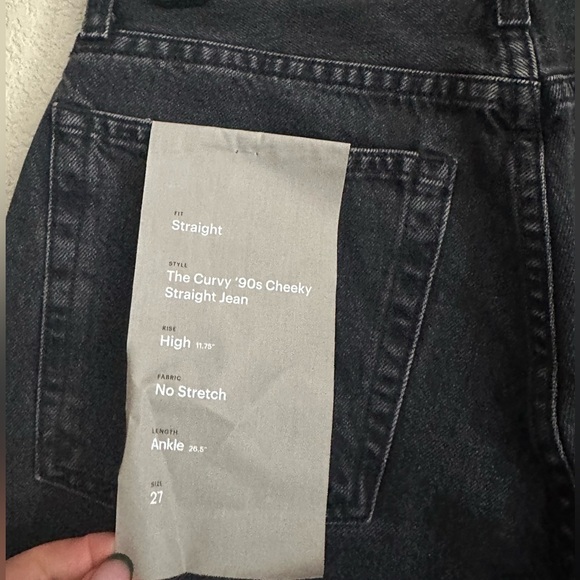 FIT
Straight
STYLE
The Curvy '90s Cheeky
Straight Jean
RISE
High 11.75"
FABRIC
No Stretch
LENGTH
Ankle 26.5"
SIZE
27